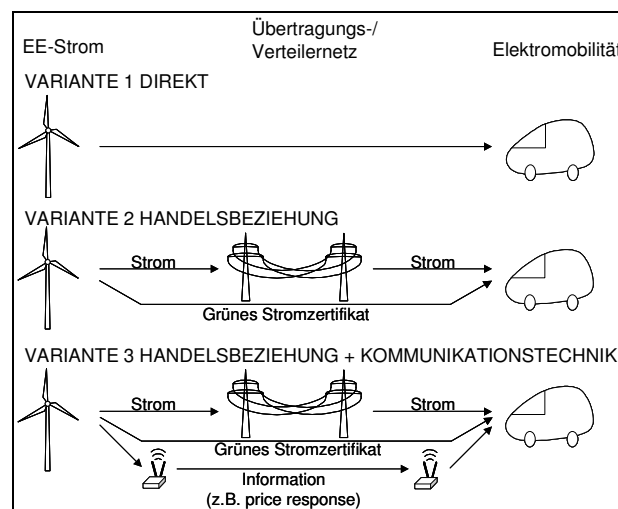 EE-Strom
Übertragungs-/
Verteilernetz
Elektromobilität
VARIANTE 1 DIREKT
VARIANTE 2 HANDELSBEZIEHUNG
Strom
Strom
Grünes Stromzertifikat
VARIANTE 3 HANDELSBEZIEHUNG + KOMMUNIKATIONSTECHNIK
Strom
Strom
Grünes Stromzertifikat
Information
(z.B. price response)